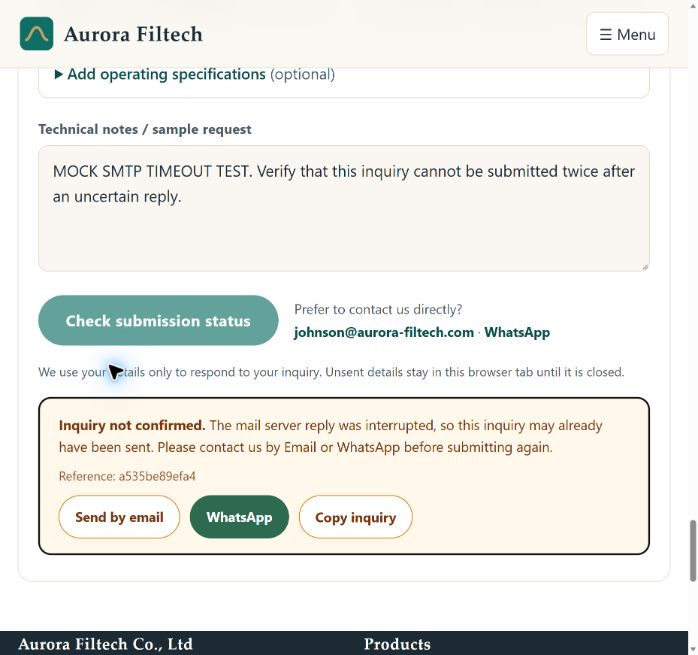 Aurora Filtech
☰ Menu
▶ Add operating specifications (optional)
Technical notes / sample request
MOCK SMTP TIMEOUT TEST. Verify that this inquiry cannot be submitted twice after
an uncertain reply.
Check submission status
Prefer to contact us directly?
johnson@aurora-filtech.com · WhatsApp
We use your details only to respond to your inquiry. Unsent details stay in this browser tab until it is closed.
Inquiry not confirmed. The mail server reply was interrupted, so this inquiry may already
have been sent. Please contact us by Email or WhatsApp before submitting again.
Reference: a535be89efa4
Send by email
WhatsApp
Copy inquiry
Aurora Filtech Co., Ltd
Products